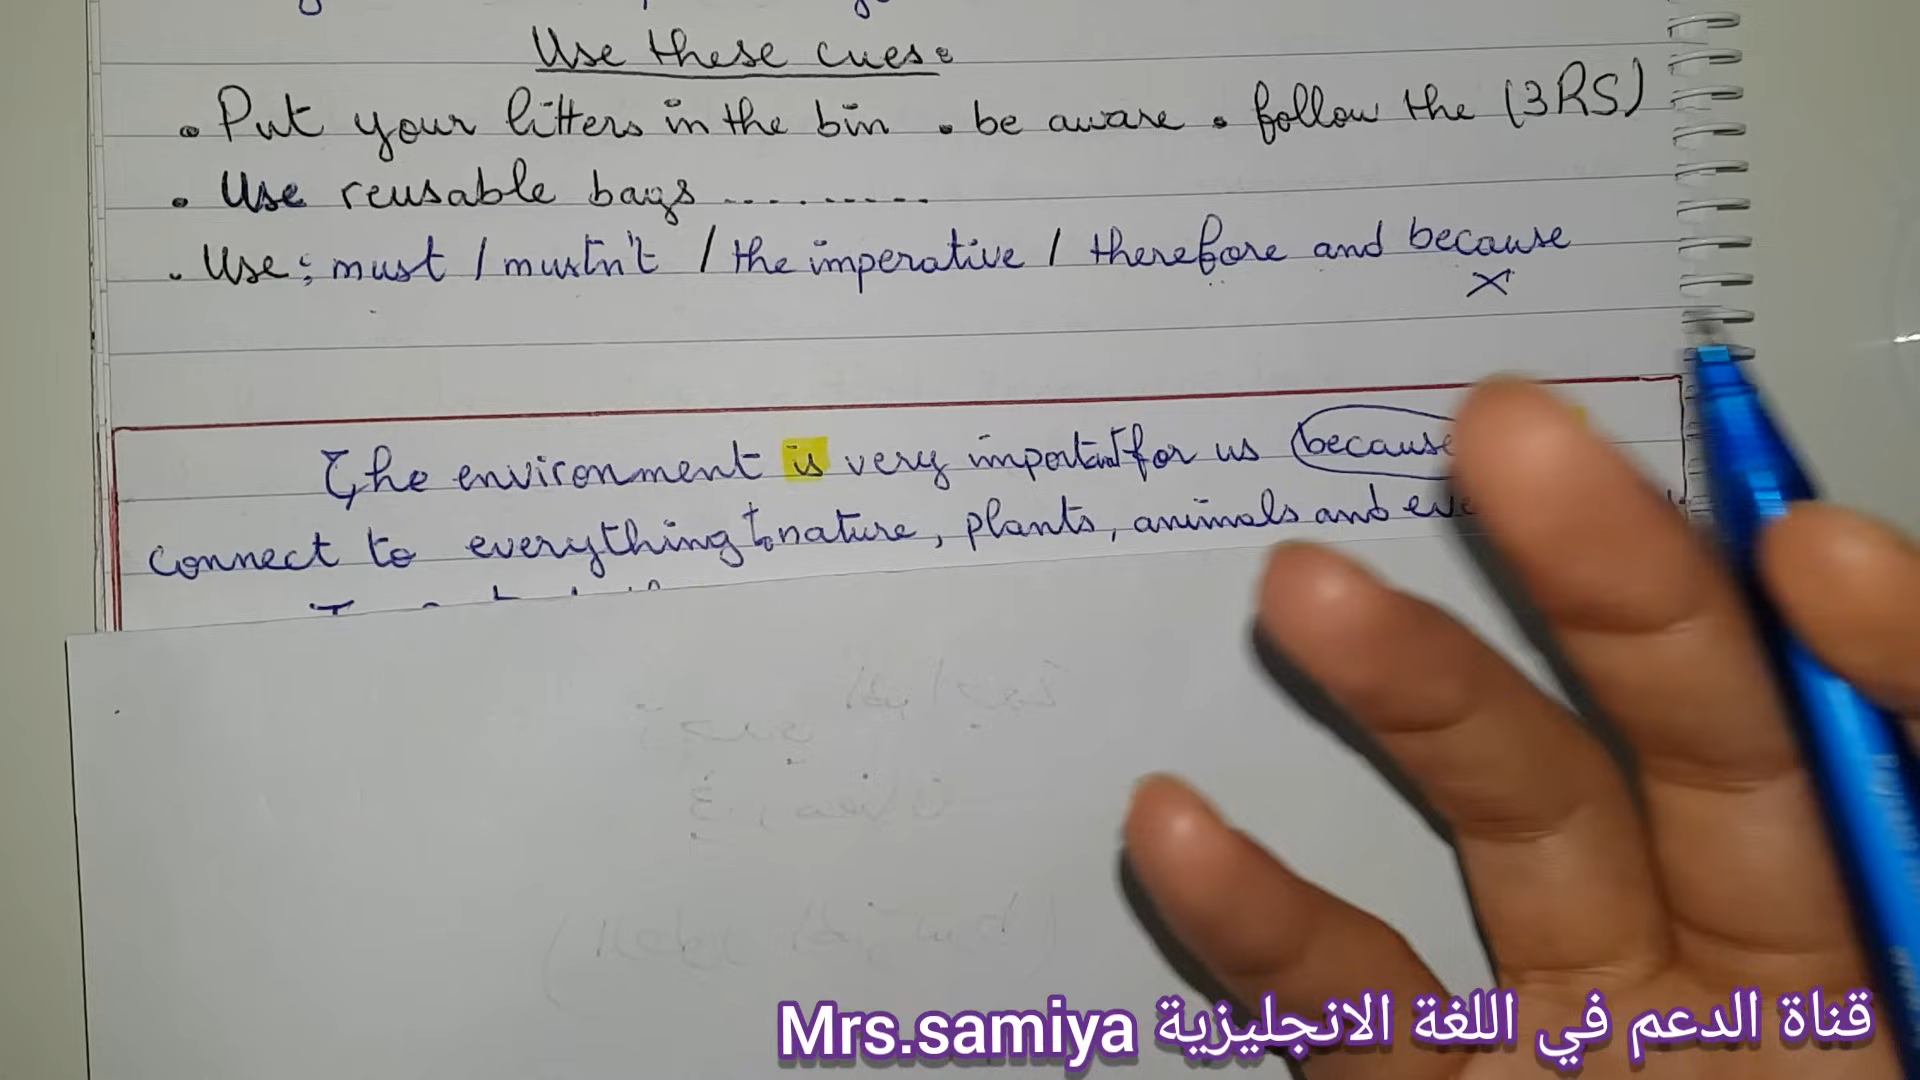 Use these cues:
. Put your litters in the bin . be aware . follow the (3RS)
. Use reusable bags .........
. Use : must / mustn't / the imperative / therefore and because
x
The environment is very important for us because
connect to everything to nature, plants, animals and
Mrs.samiya قناة الدعم في اللغة الانجليزية